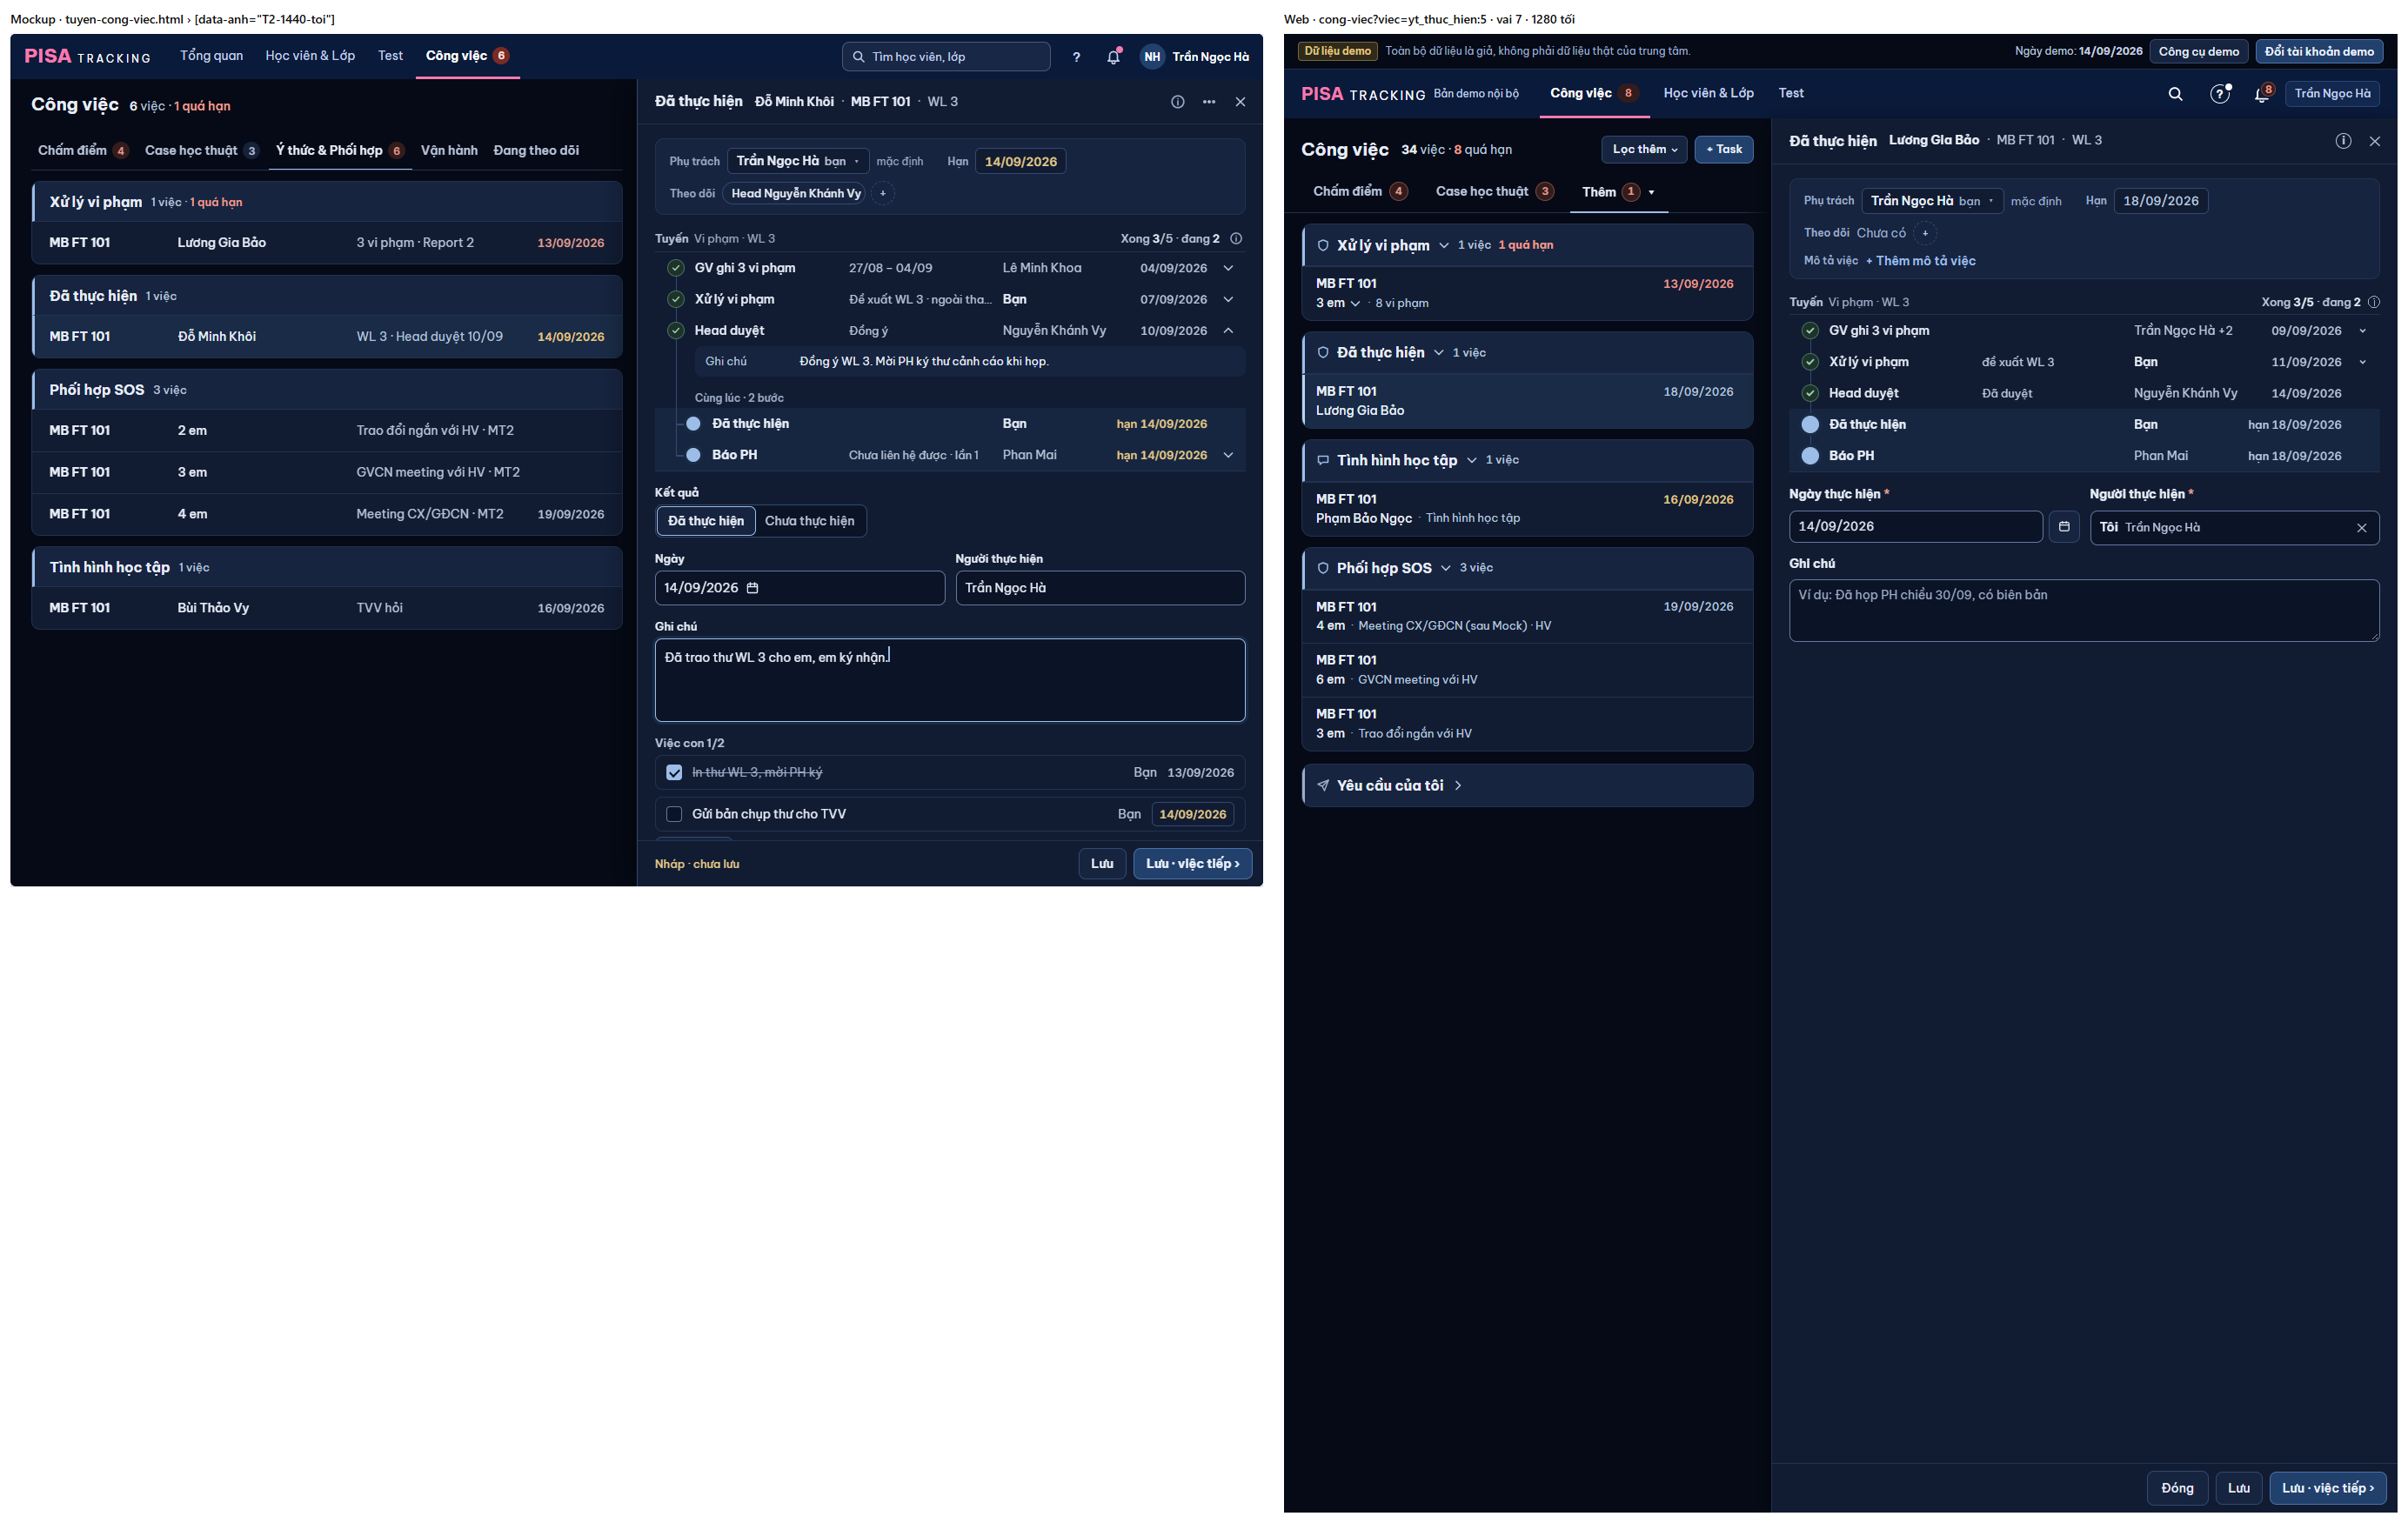 Mockup · tuyen-cong-viec.html › [data-anh="T2-1440-toi"]
PISA TRACKING Tổng quan Học viên & Lớp Test Công việc 6 Tìm học viên, lớp ? NH Trần Ngọc Hà
Công việc 6 việc · 1 quá hạn
Chấm điểm 4 Case học thuật 3 Ý thức & Phối hợp 6 Vận hành Đang theo dõi
Xử lý vi phạm 1 việc · 1 quá hạn
MB FT 101 Lương Gia Bảo 3 vi phạm · Report 2 13/09/2026
Đã thực hiện 1 việc
MB FT 101 Đỗ Minh Khôi WL 3 · Head duyệt 10/09 14/09/2026
Phối hợp SOS 3 việc
MB FT 101 2 em Trao đổi ngắn với HV · MT2
MB FT 101 3 em GVCN meeting với HV · MT2
MB FT 101 4 em Meeting CX/GĐCN · MT2 19/09/2026
Tình hình học tập 1 việc
MB FT 101 Bùi Thảo Vy TVV hỏi 16/09/2026
Đã thực hiện Đỗ Minh Khôi · MB FT 101 · WL 3
Phụ trách Trần Ngọc Hà bạn mặc định Hạn 14/09/2026
Theo dõi Head Nguyễn Khánh Vy +
Tuyến Vi phạm · WL 3 Xong 3/5 · đang 2
GV ghi 3 vi phạm 27/08 – 04/09 Lê Minh Khoa 04/09/2026
Xử lý vi phạm Đề xuất WL 3 · ngoài tha... Bạn 07/09/2026
Head duyệt Đồng ý Nguyễn Khánh Vy 10/09/2026
Ghi chú Đồng ý WL 3. Mời PH ký thư cảnh cáo khi họp.
Cùng lúc · 2 bước
Đã thực hiện Bạn hạn 14/09/2026
Báo PH Chưa liên hệ được · lần 1 Phan Mai hạn 14/09/2026
Kết quả
Đã thực hiện Chưa thực hiện
Ngày Người thực hiện
14/09/2026 Trần Ngọc Hà
Ghi chú
Đã trao thư WL 3 cho em, em ký nhận.
Việc con 1/2
In thư WL 3, mời PH ký Bạn 13/09/2026
Gửi bản chụp thư cho TVV Bạn 14/09/2026
Nháp · chưa lưu Lưu Lưu · việc tiếp ›
Web · cong-viec?viec=yt_thuc_hien:5 · vai 7 · 1280 tối
Dữ liệu demo Toàn bộ dữ liệu là giả, không phải dữ liệu thật của trung tâm. Ngày demo: 14/09/2026 Công cụ demo Đổi tài khoản demo
PISA TRACKING Bản demo nội bộ Công việc 8 Học viên & Lớp Test ? 8 Trần Ngọc Hà
Công việc 34 việc · 8 quá hạn Lọc thêm + Task
Chấm điểm 4 Case học thuật 3 Thêm 1
Xử lý vi phạm 1 việc 1 quá hạn
MB FT 101 13/09/2026
3 em · 8 vi phạm
Đã thực hiện 1 việc
MB FT 101 18/09/2026
Lương Gia Bảo
Tình hình học tập 1 việc
MB FT 101 16/09/2026
Phạm Bảo Ngọc · Tình hình học tập
Phối hợp SOS 3 việc
MB FT 101 19/09/2026
4 em · Meeting CX/GĐCN (sau Mock) · HV
MB FT 101
6 em · GVCN meeting với HV
MB FT 101
3 em · Trao đổi ngắn với HV
Yêu cầu của tôi
Đã thực hiện Lương Gia Bảo · MB FT 101 · WL 3
Phụ trách Trần Ngọc Hà bạn mặc định Hạn 18/09/2026
Theo dõi Chưa có +
Mô tả việc + Thêm mô tả việc
Tuyến Vi phạm · WL 3 Xong 3/5 · đang 2
GV ghi 3 vi phạm Trần Ngọc Hà +2 09/09/2026
Xử lý vi phạm đề xuất WL 3 Bạn 11/09/2026
Head duyệt Đã duyệt Nguyễn Khánh Vy 14/09/2026
Đã thực hiện Bạn hạn 18/09/2026
Báo PH Phan Mai hạn 18/09/2026
Ngày thực hiện * Người thực hiện *
14/09/2026 Tôi Trần Ngọc Hà
Ghi chú
Ví dụ: Đã họp PH chiều 30/09, có biên bản
Đóng Lưu Lưu · việc tiếp ›